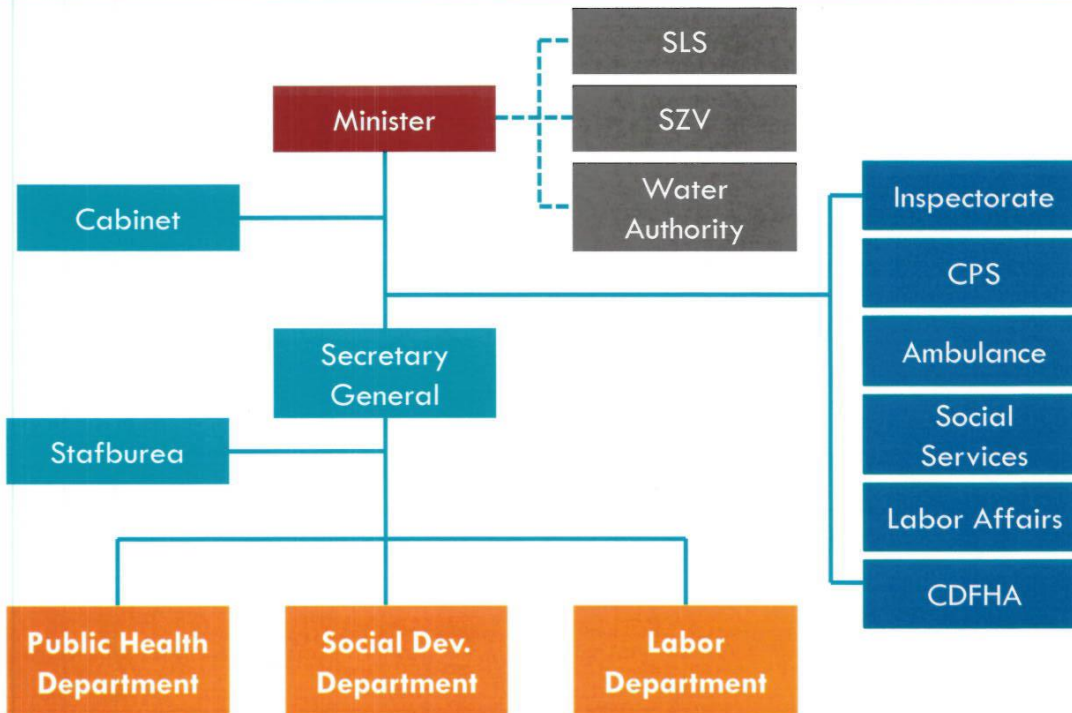 SLS
Minister
SZV
Water
Authority
Cabinet
Inspectorate
CPS
Ambulance
Secretary
General
Social
Services
Stafburea
Labor Affairs
CDFHA
Public Health
Department
Social Dev.
Department
Labor
Department